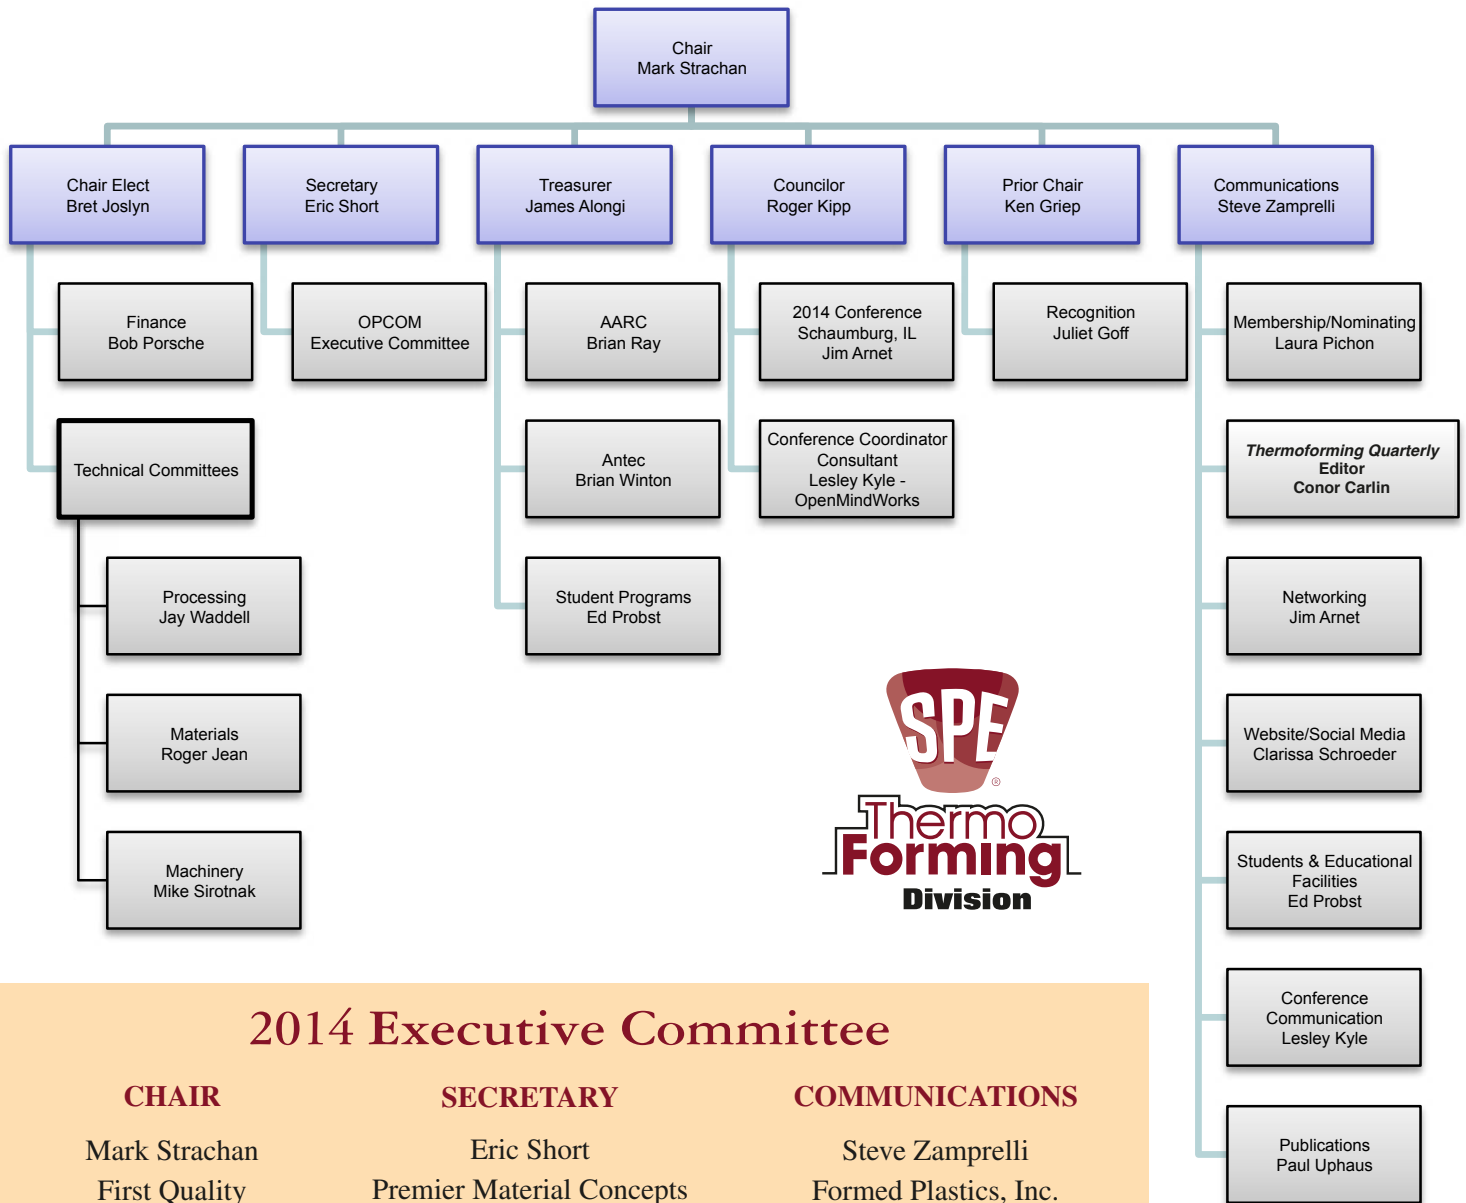 Chair
Mark Strachan
Chair Elect
Bret Joslyn
Secretary
Eric Short
Treasurer
James Alongi
Councilor
Roger Kipp
Prior Chair
Ken Griep
Communications
Steve Zamprelli
Finance
Bob Porsche
OPCOM
Executive Committee
AARC
Brian Ray
2014 Conference
Schaumburg, IL
Jim Arnet
Recognition
Juliet Goff
Membership/Nominating
Laura Pichon
Technical Committees
Antec
Brian Winton
Conference Coordinator
Consultant
Lesley Kyle -
OpenMindWorks
Thermoforming Quarterly
Editor
Conor Carlin
Processing
Jay Waddell
Student Programs
Ed Probst
Networking
Jim Arnet
Materials
Roger Jean
Website/Social Media
Clarissa Schroeder
Machinery
Mike Sirotnak
Students & Educational
Facilities
Ed Probst
SPE
®
Thermo
Forming
Division
Conference
Communication
Lesley Kyle
Publications
Paul Uphaus
2014 Executive Committee
CHAIR
Mark Strachan
First Quality
SECRETARY
Eric Short
Premier Material Concepts
COMMUNICATIONS
Steve Zamprelli
Formed Plastics, Inc.